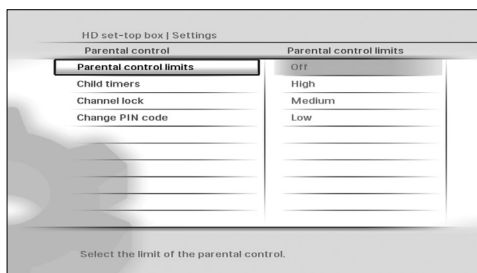 HD set-top box | Settings
Parental control
Parental control limits
Parental control limits
Off
Child timers
High
Channel lock
Medium
Change PIN code
Low
Select the limit of the parental control.